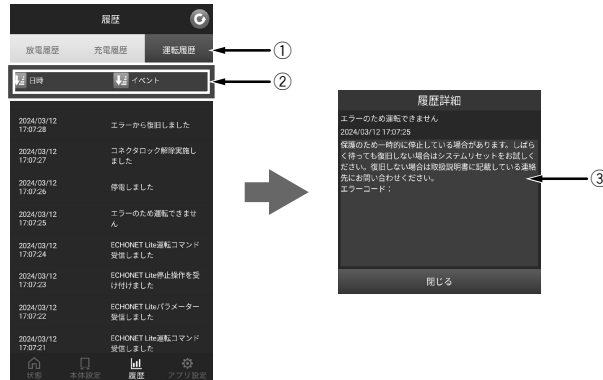 履歴
放電履歴 充電履歴 運転履歴
①
日時 イベント
②
2024/03/12
17:07:28
エラーから復旧しました
2024/03/12
17:07:27
コネクタロック解除実施し
ました
2024/03/12
17:07:26
停電しました
2024/03/12
17:07:25
エラーのため運転できませ
ん
2024/03/12
17:07:24
ECHONET Lite運転コマンド
受信しました
2024/03/12
17:07:23
ECHONET Lite停止操作を受
け付けました
2024/03/12
17:07:22
ECHONET Liteパラメーター
受信しました
2024/03/12
17:07:21
ECHONET Lite運転コマンド
受信しました
状態 本体設定 履歴 アプリ設定
履歴詳細
エラーのため運転できません
2024/03/12 17:07:25
保障のため一時的に停止している場合があります。しばら
く待っても復旧しない場合はシステムリセットをお試しく
ださい。復旧しない場合は取扱説明書に記載している連絡
先にお問い合わせください。
エラーコード：
③
閉じる